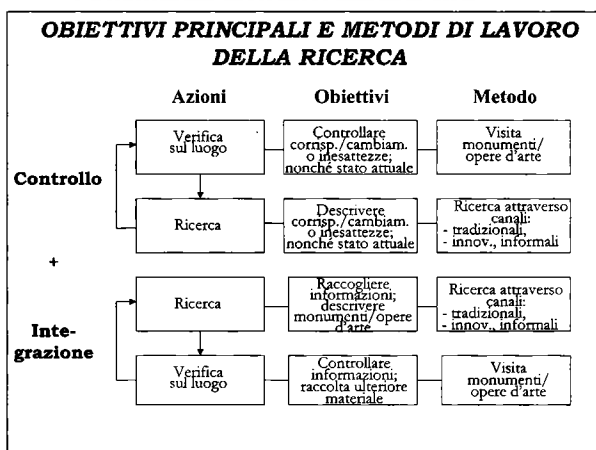 OBIETTIVI PRINCIPALI E METODI DI LAVORO
DELLA RICERCA
Azioni
Obiettivi
Metodo
Controllo
Verifica
sul luogo
Controllare
corrisp./cambiam.
o inesattezze;
nonché stato attuale
Visita
monumenti/
opere d'arte
Ricerca
Descrivere
corrisp./cambiam.
o inesattezze;
nonché stato attuale
Ricerca attraverso
canali:
- tradizionali,
- innov., informali
+
Inte-
grazione
Ricerca
Raccogliere
informazioni;
descrivere
monumenti/opere
d'arte
Ricerca attraverso
canali:
- tradizionali,
- innov., informali
Verifica
sul luogo
Controllare
informazioni;
raccolta ulteriore
materiale
Visita
monumenti/
opere d'arte